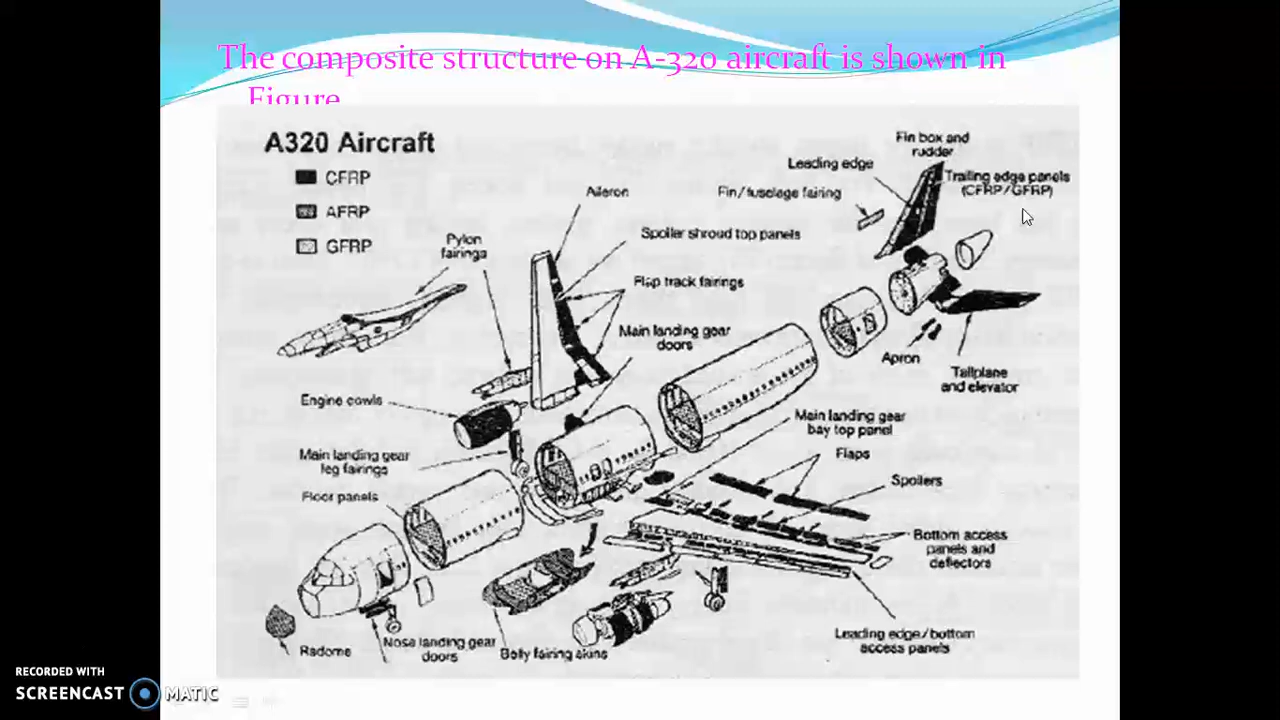 The composite structure on A-320 aircraft is shown in
Figure
A320 Aircraft
CFRP
AFRP
GFRP
Pylon
fairings
Aileron
Spoiler shroud top panels
Flap track fairings
Main landing gear
doors
Leading edge
Fin/fuselage fairing
Fin box and
rudder
Trailing edge panels
(CFRP/GFRP)
Apron
Tailplane
and elevator
Engine cowls
Main landing gear
leg fairings
Floor panels
Main landing gear
bay top panel
Flaps
Spoilers
Bottom access
panels and
deflectors
Leading edge/bottom
access panels
Radome
Nose landing gear
doors
Belly fairing skins
RECORDED WITH
SCREENCAST MATIC